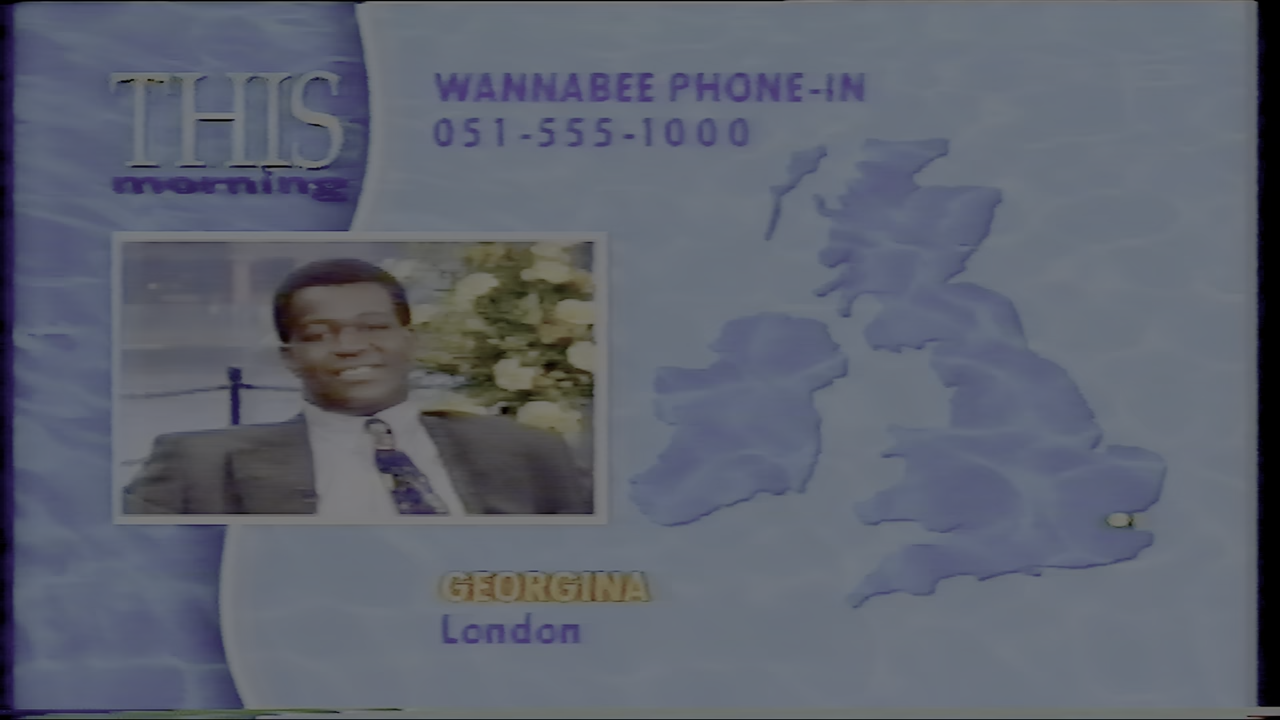 THIS
morning
WANNABEE PHONE-IN
051-555-1000
GEORGINA
London